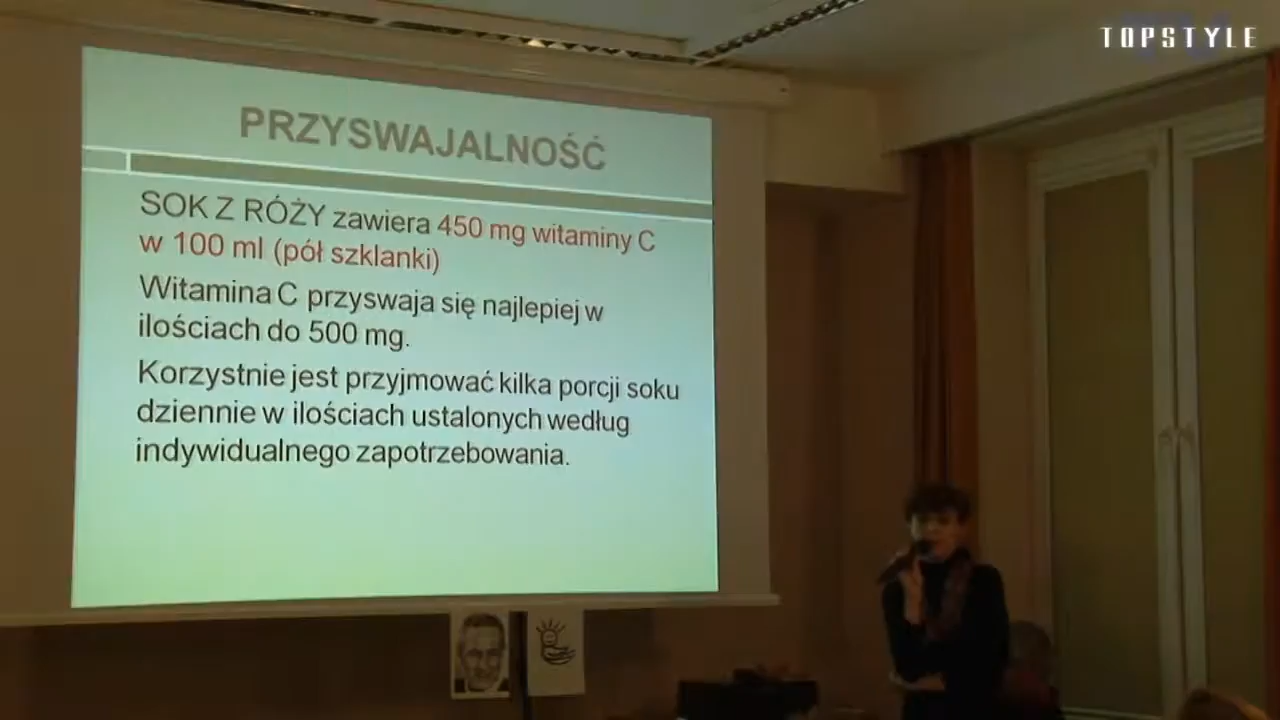 TOPSTYLE
PRZYSWAJALNOŚĆ
SOK Z RÓŻY zawiera 450 mg witaminy C
w 100 ml (pół szklanki)
Witamina C przyswaja się najlepiej w
ilościach do 500 mg.
Korzystnie jest przyjmować kilka porcji soku
dziennie w ilościach ustalonych według
indywidualnego zapotrzebowania.